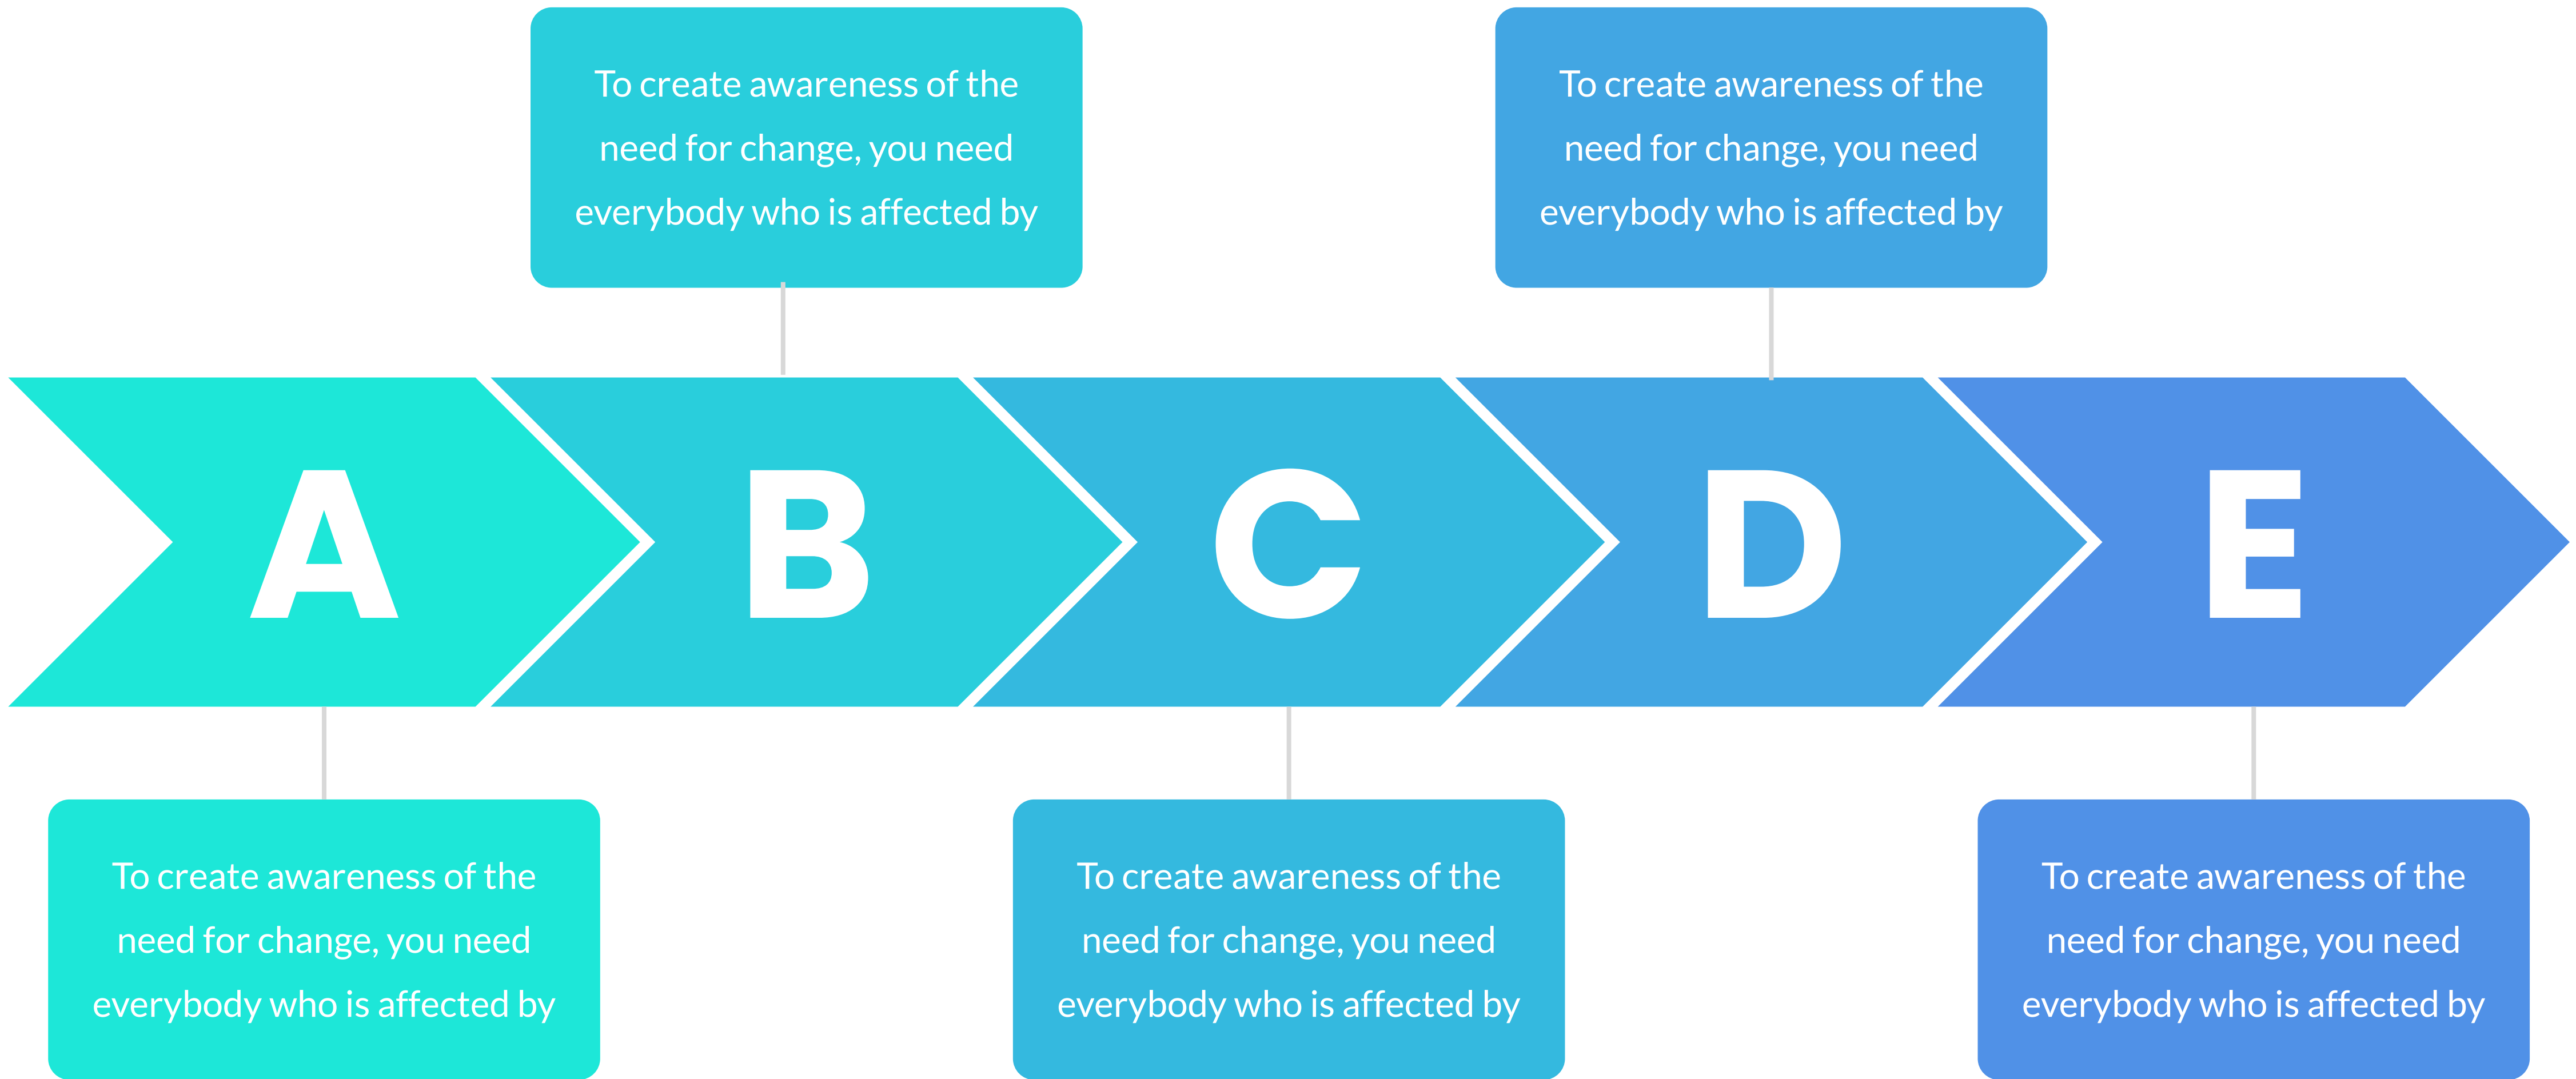 To create awareness of the
need for change, you need
everybody who is affected by
To create awareness of the
need for change, you need
everybody who is affected by
A
B
C
D
E
To create awareness of the
need for change, you need
everybody who is affected by
To create awareness of the
need for change, you need
everybody who is affected by
To create awareness of the
need for change, you need
everybody who is affected by